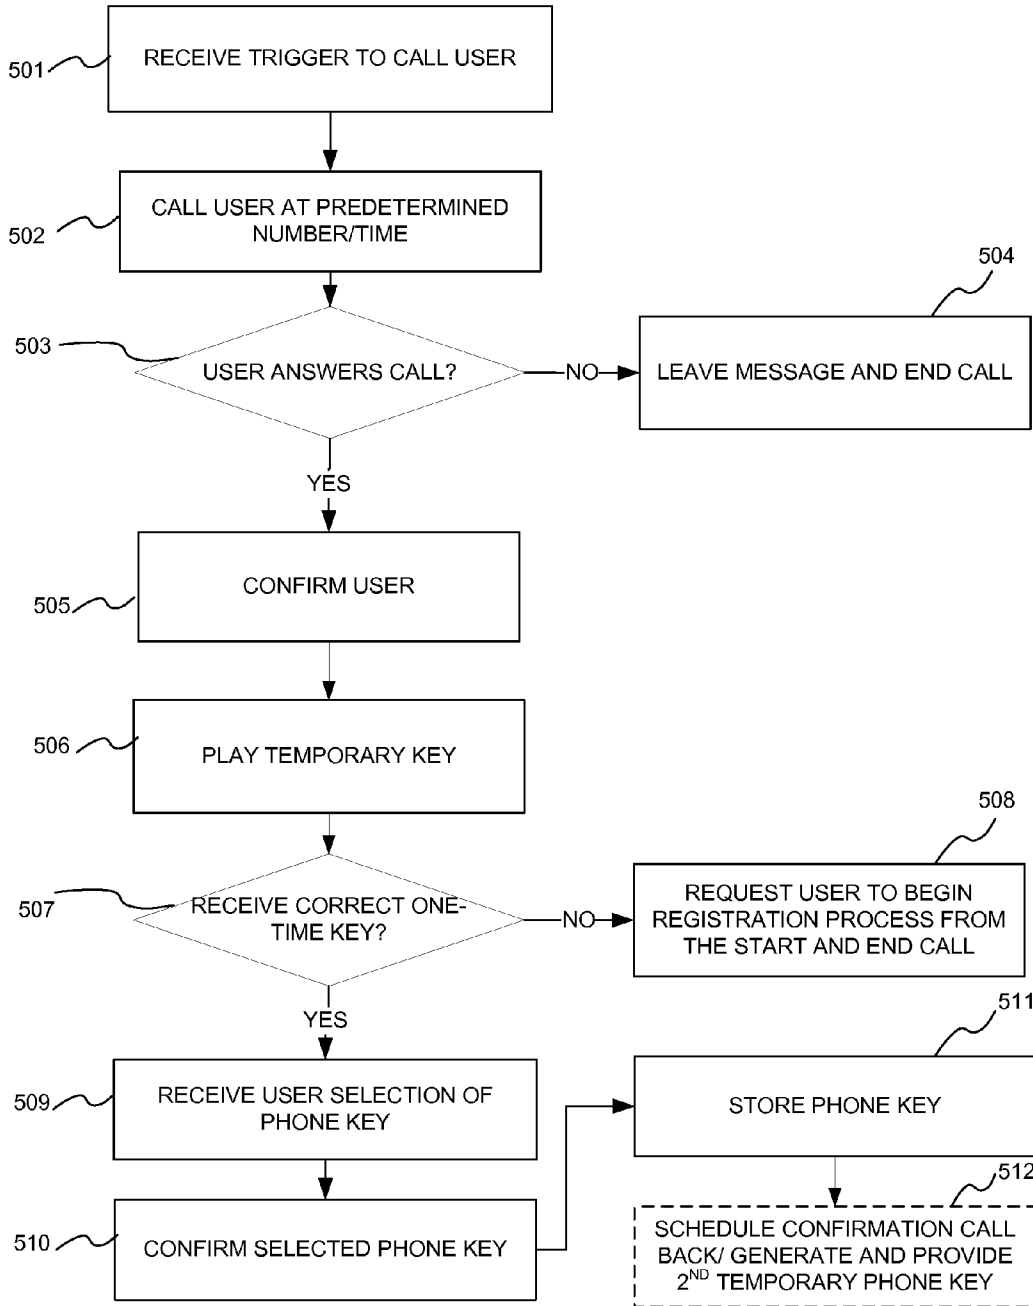 501
RECEIVE TRIGGER TO CALL USER
502
CALL USER AT PREDETERMINED
NUMBER/TIME
503
USER ANSWERS CALL?
NO
504
LEAVE MESSAGE AND END CALL
YES
505
CONFIRM USER
506
PLAY TEMPORARY KEY
507
RECEIVE CORRECT ONE-
TIME KEY?
NO
508
REQUEST USER TO BEGIN
REGISTRATION PROCESS FROM
THE START AND END CALL
YES
509
RECEIVE USER SELECTION OF
PHONE KEY
510
CONFIRM SELECTED PHONE KEY
511
STORE PHONE KEY
512
SCHEDULE CONFIRMATION CALL
BACK/ GENERATE AND PROVIDE
2ND TEMPORARY PHONE KEY